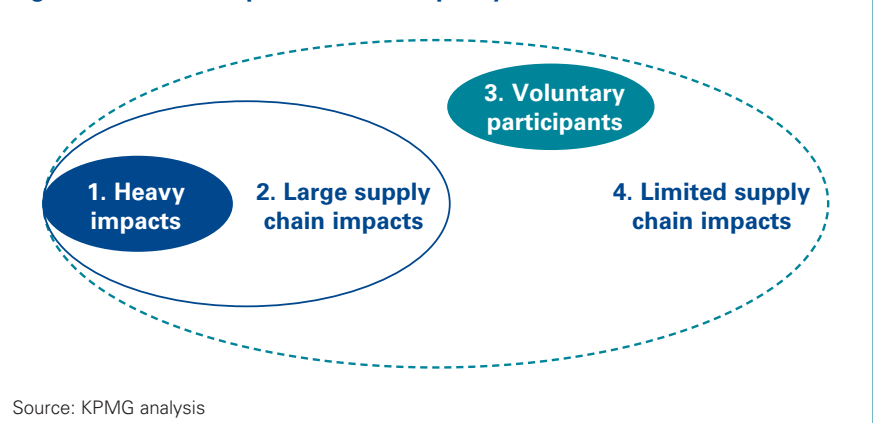 3. Voluntary
participants
1. Heavy
impacts
2. Large supply
chain impacts
4. Limited supply
chain impacts
Source: KPMG analysis